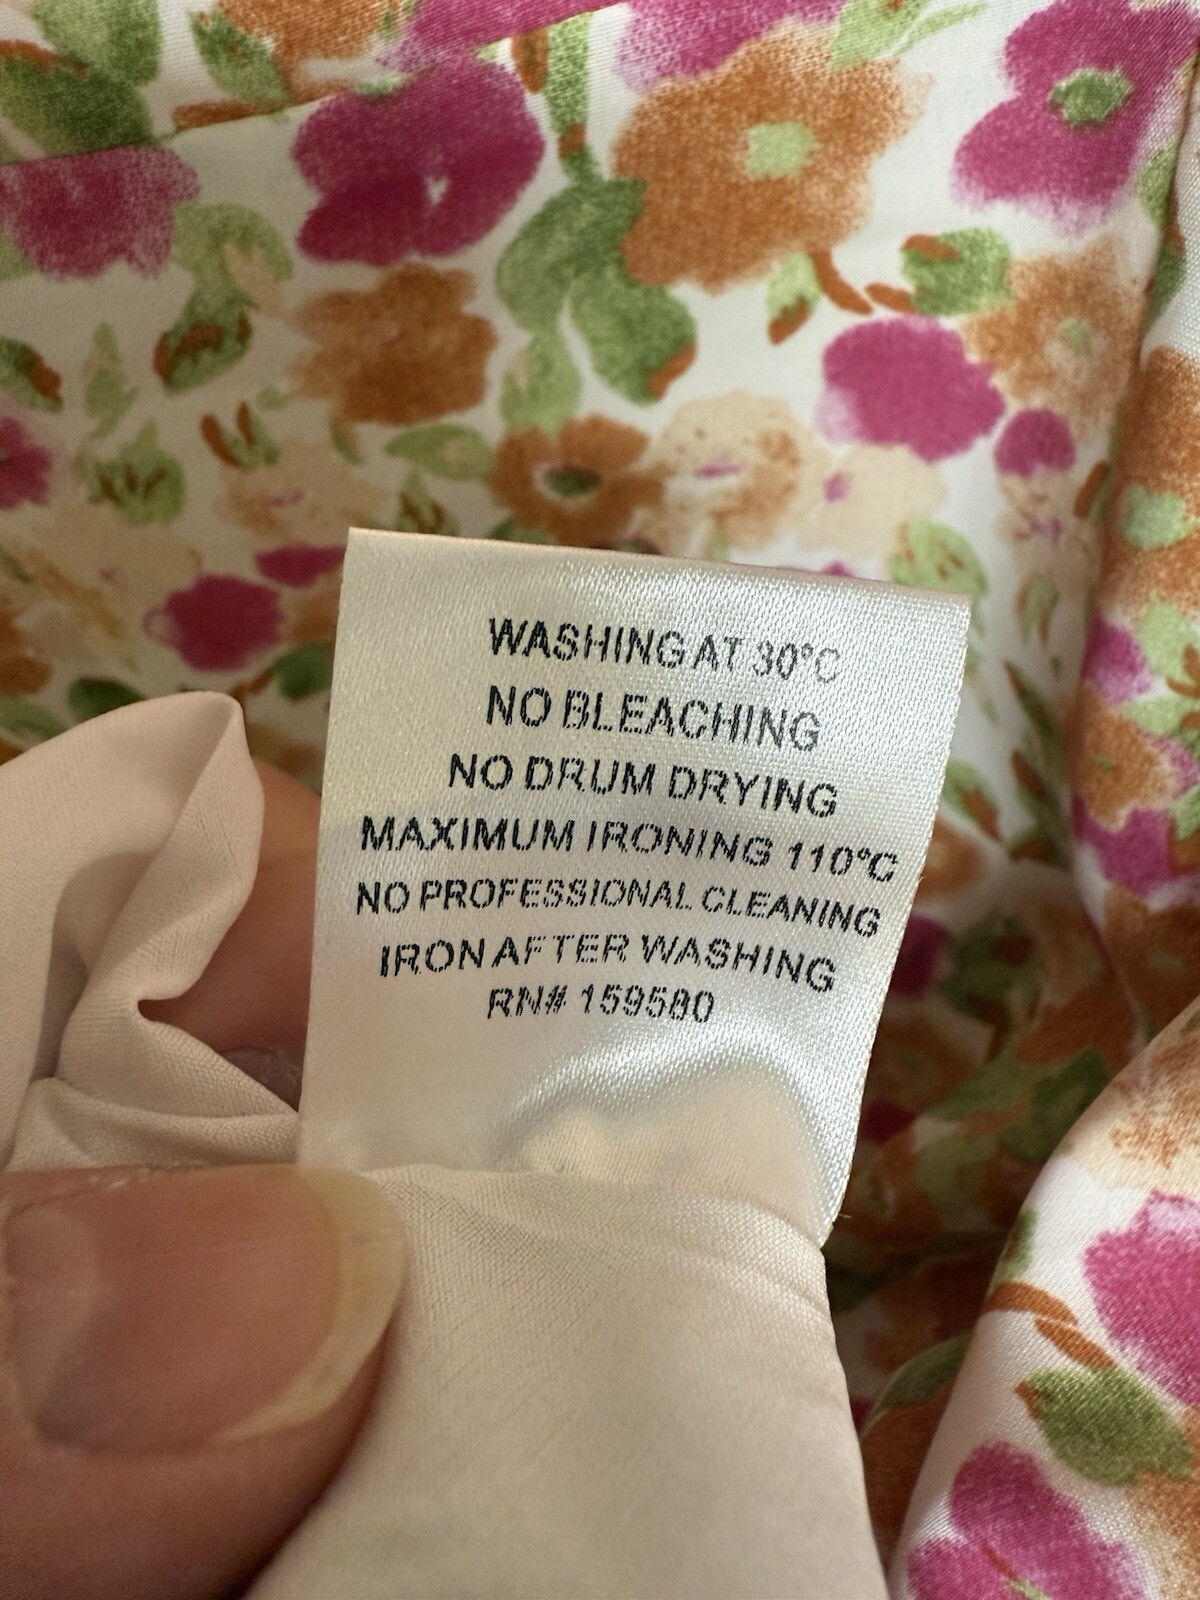 WASHING AT 30°C
NO BLEACHING
NO DRUM DRYING
MAXIMUM IRONING 110°C
NO PROFESSIONAL CLEANING
IRON AFTER WASHING
RN# 159580